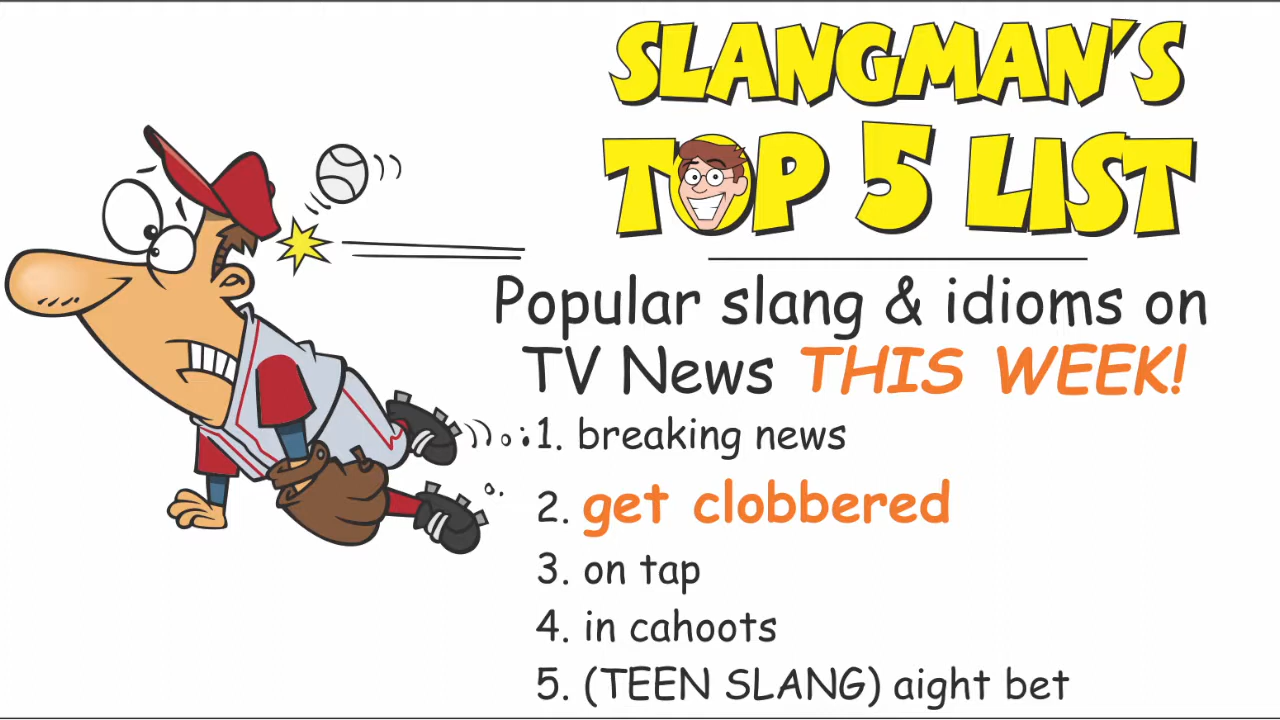 SLANGMAN'S
TOP 5 LIST
Popular slang & idioms on
TV News THIS WEEK!
1. breaking news
2. get clobbered
3. on tap
4. in cahoots
5. (TEEN SLANG) aight bet